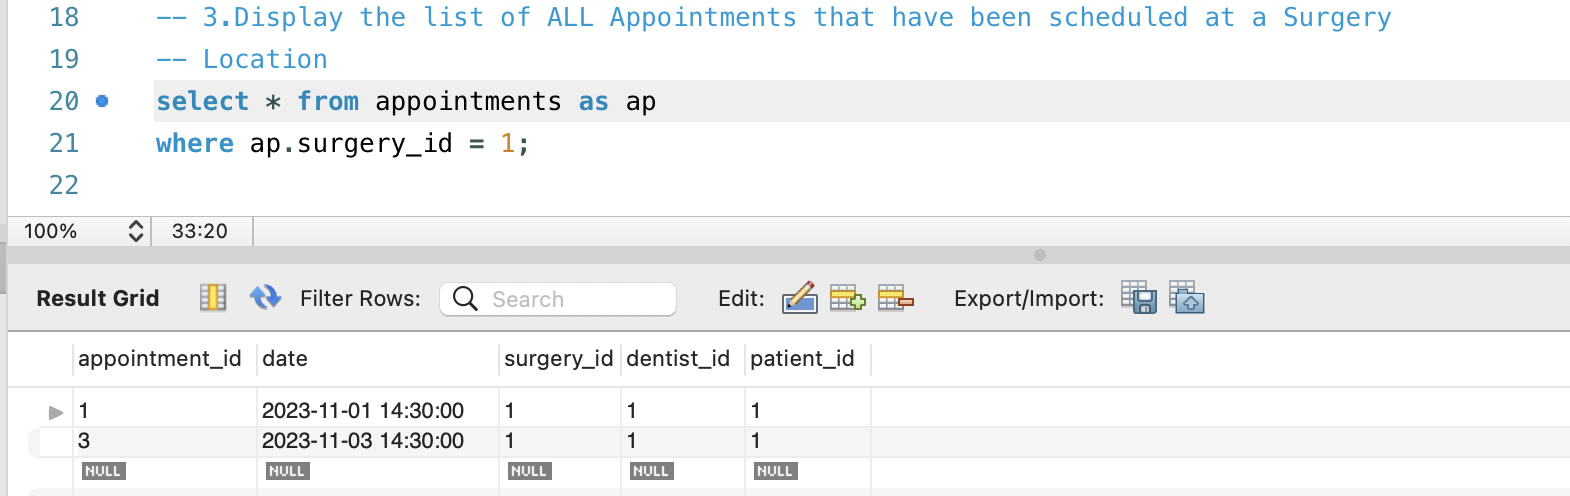 18 -- 3.Display the list of ALL Appointments that have been scheduled at a Surgery
19 -- Location
20 select * from appointments as ap
21 where ap.surgery_id = 1;
22
100% 33:20
Result Grid Filter Rows: Search Edit: Export/Import:
appointment_id date surgery_id dentist_id patient_id
1 2023-11-01 14:30:00 1 1 1
3 2023-11-03 14:30:00 1 1 1
NULL NULL NULL NULL NULL